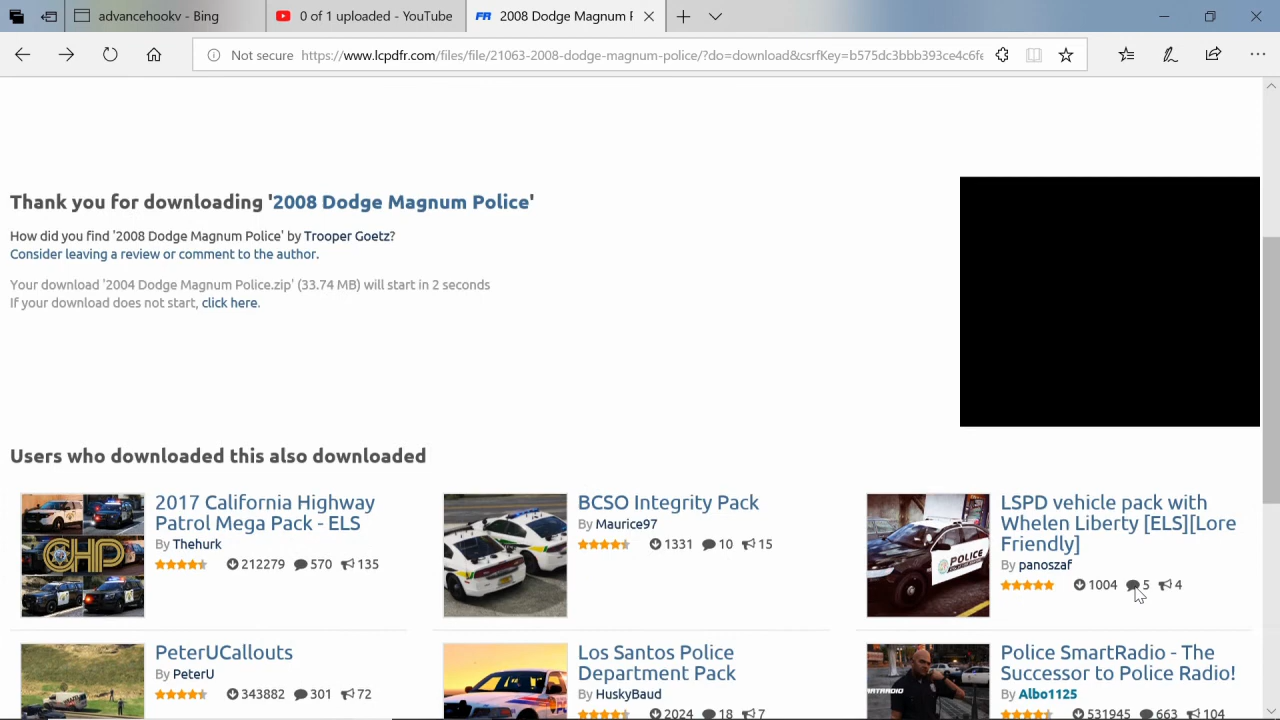 advancehookv - Bing
0 of 1 uploaded - YouTube
FR 2008 Dodge Magnum P
Not secure https://www.lcpdfr.com/files/file/21063-2008-dodge-magnum-police/?do=download&csrfKey=b575dc3bbb393ce4c6fe
Thank you for downloading '2008 Dodge Magnum Police'
How did you find '2008 Dodge Magnum Police' by Trooper Goetz?
Consider leaving a review or comment to the author.
Your download '2004 Dodge Magnum Police.zip' (33.74 MB) will start in 2 seconds
If your download does not start, click here.
Users who downloaded this also downloaded
2017 California Highway
Patrol Mega Pack - ELS
By Thehurk
212279 570 135
CHP
BCSO Integrity Pack
By Maurice97
1331 10 15
LSPD vehicle pack with
Whelen Liberty [ELS][Lore
Friendly]
By panoszaf
1004 5 4
POLICE
PeterUCallouts
By PeterU
343882 301 72
Los Santos Police
Department Pack
By HuskyBaud
2024 18 7
Police SmartRadio - The
Successor to Police Radio!
By Albo1125
531945 663 104